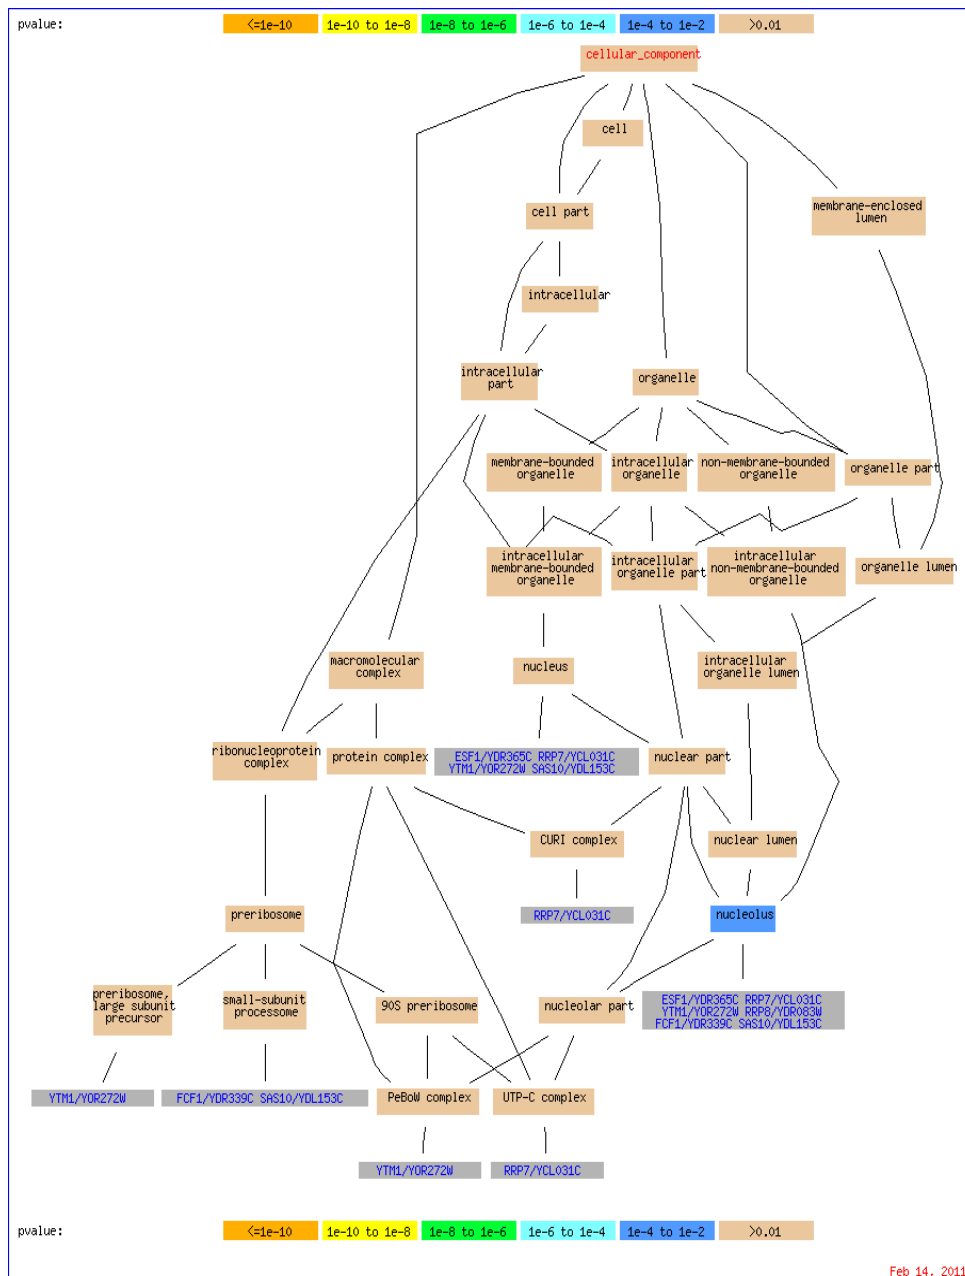 pvalue: <=1e-10 1e-10 to 1e-8 1e-8 to 1e-6 1e-6 to 1e-4 1e-4 to 1e-2 >0.01
cellular_component
cell
cell part
membrane-enclosed
lumen
intracellular
intracellular
part
organelle
membrane-bounded
organelle
intracellular
organelle
non-membrane-bounded
organelle
organelle part
intracellular
membrane-bounded
organelle
intracellular
organelle part
intracellular
non-membrane-bounded
organelle
organelle lumen
macromolecular
complex
nucleus
intracellular
organelle lumen
ribonucleoprotein
complex
protein complex
ESF1/YDR365C RRP7/YCL031C
YTM1/YOR272W SAS10/YDL153C
nuclear part
CURI complex
nuclear lumen
preribosome
RRP7/YCL031C
nucleolus
preribosome,
large subunit
precursor
small-subunit
processome
90S preribosome
nucleolar part
ESF1/YDR365C RRP7/YCL031C
YTM1/YOR272W RRP8/YDR083W
FCF1/YDR339C SAS10/YDL153C
YTM1/YOR272W
FCF1/YDR339C SAS10/YDL153C
PeBoW complex
UTP-C complex
YTM1/YOR272W
RRP7/YCL031C
pvalue: <=1e-10 1e-10 to 1e-8 1e-8 to 1e-6 1e-6 to 1e-4 1e-4 to 1e-2 >0.01
Feb 14, 2011